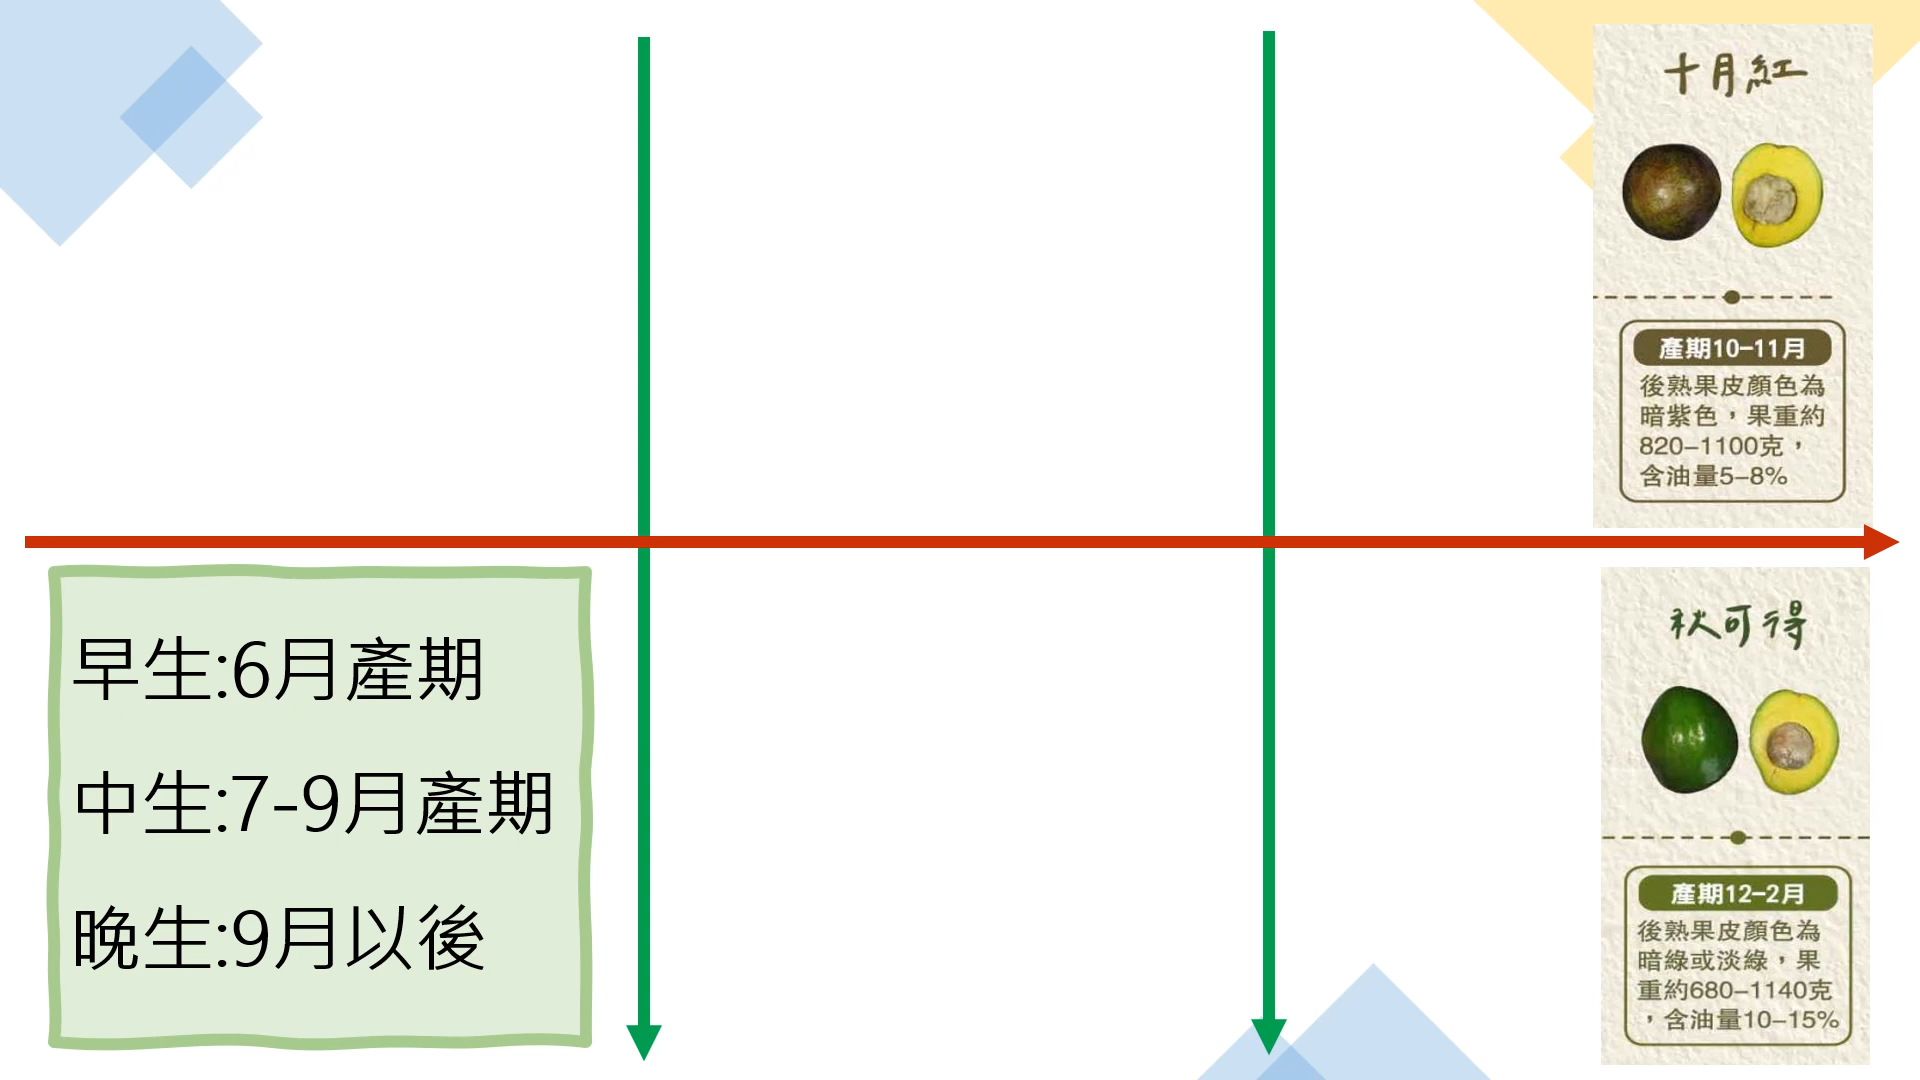 早生:6月產期
中生:7-9月產期
晚生:9月以後
十月紅
產期10-11月
後熟果皮顏色為
暗紫色，果重約
820-1100克，
含油量5-8%
秋可得
產期12-2月
後熟果皮顏色為
暗綠或淡綠，果
重約680-1140克
，含油量10-15%